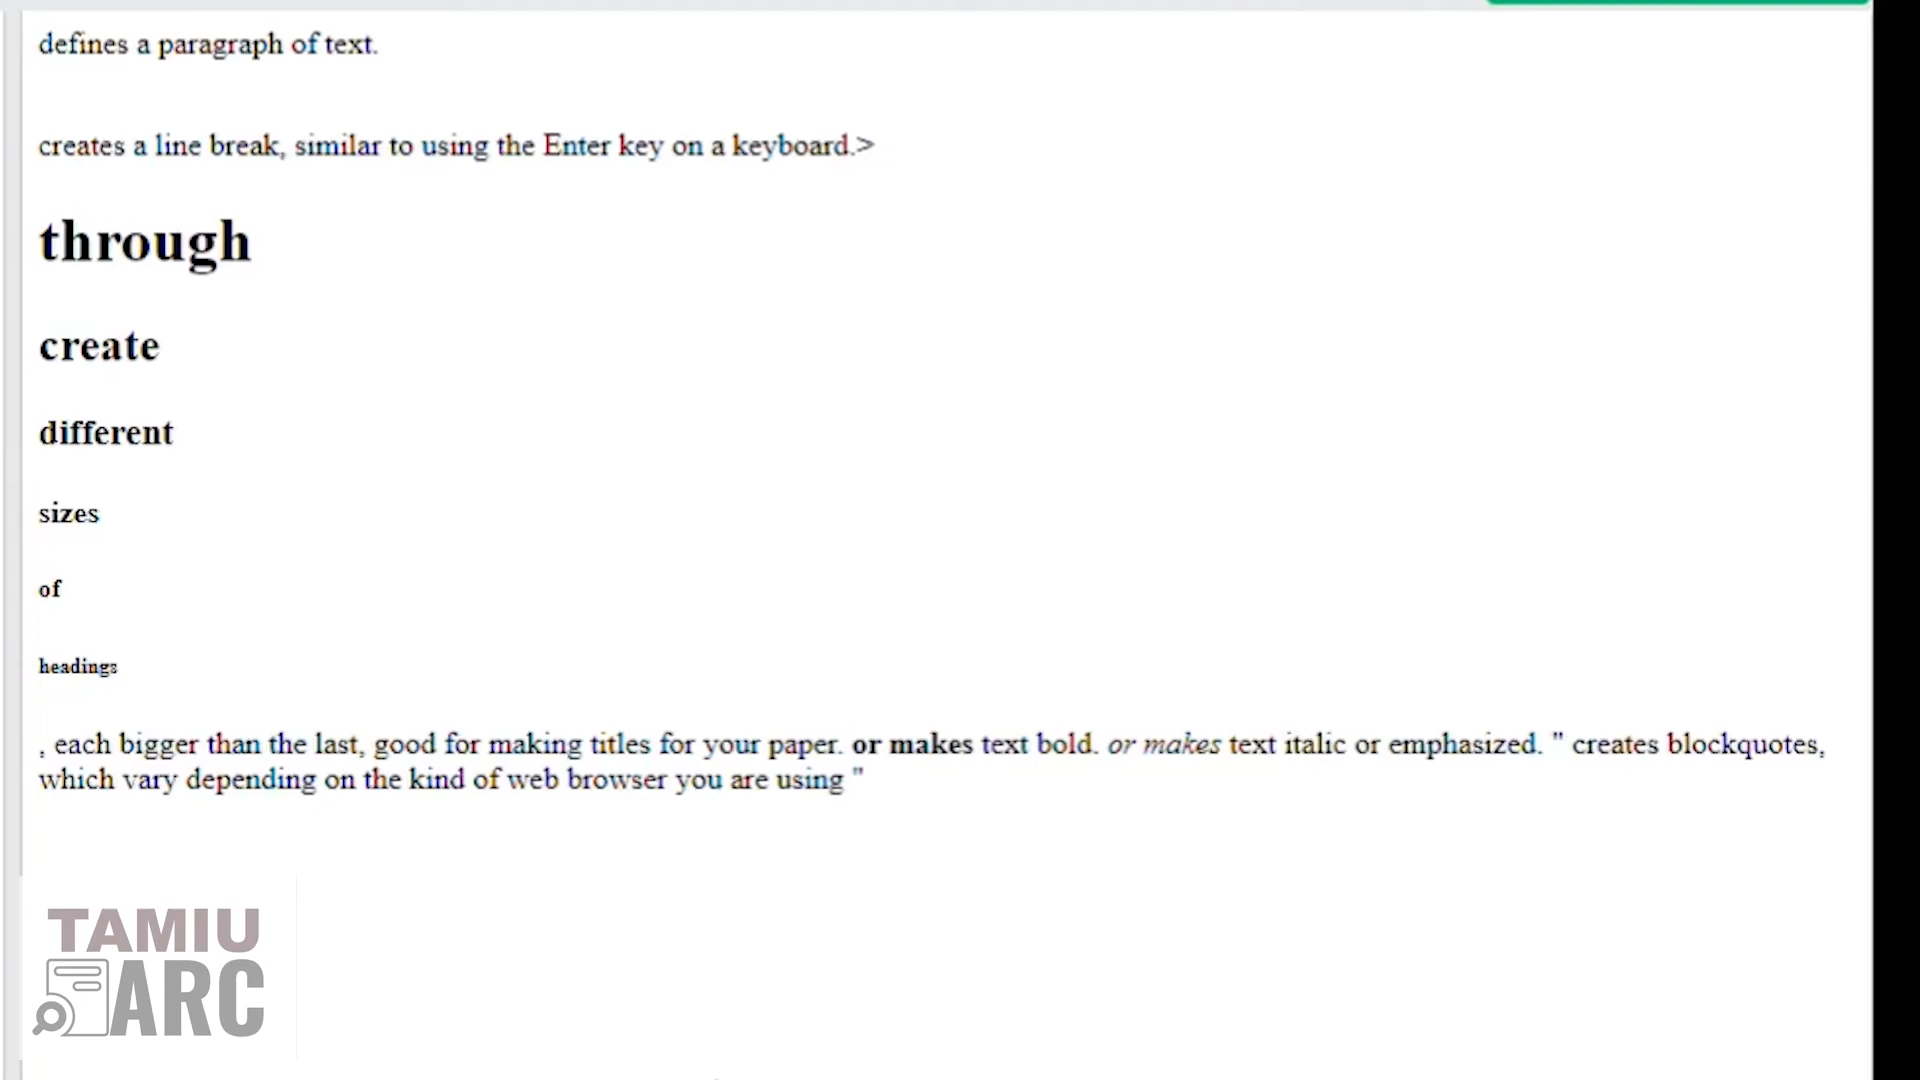 defines a paragraph of text.
creates a line break, similar to using the Enter key on a keyboard.>
through
create
different
sizes
of
headings
, each bigger than the last, good for making titles for your paper. or makes text bold. or makes text italic or emphasized. " creates blockquotes,
which vary depending on the kind of web browser you are using "
TAMIU
ARC